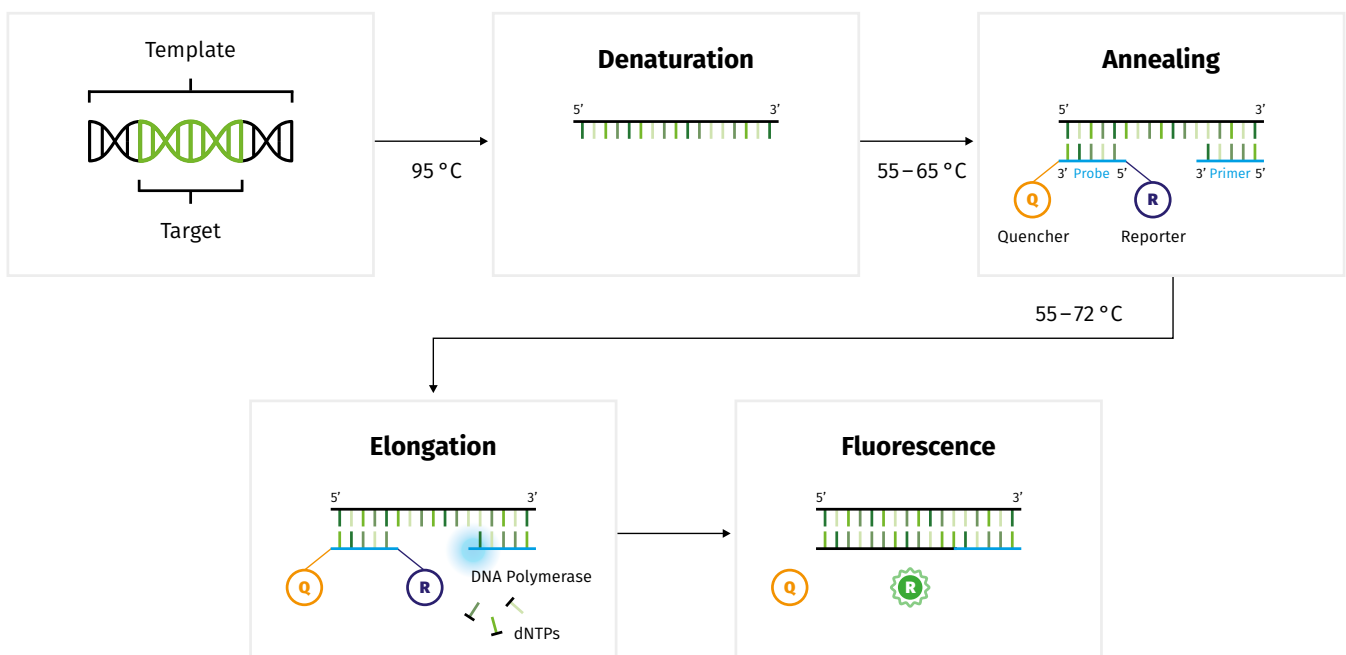 Template
Target
95 °C
Denaturation
5’ 3’
55 – 65 °C
Annealing
5’ 3’
3’ Probe 5’ 3’ Primer 5’
Q R
Quencher Reporter
55 – 72 °C
Elongation
5’ 3’
Q R
DNA Polymerase
dNTPs
Fluorescence
5’ 3’
Q R